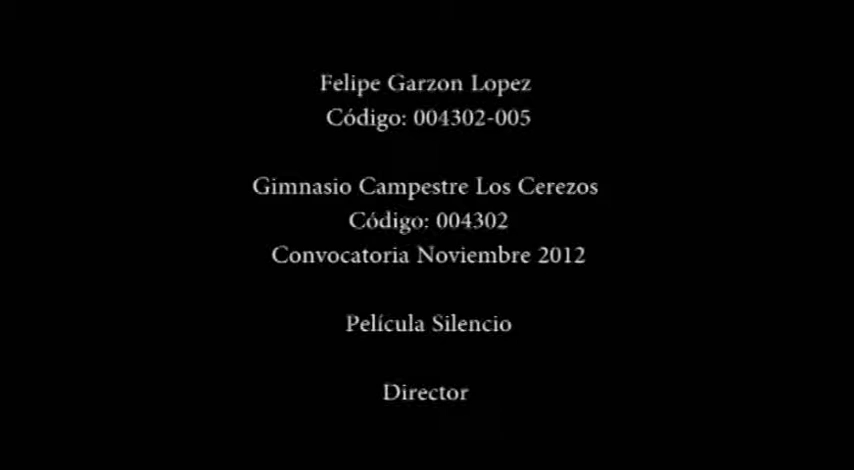 Felipe Garzon Lopez
Código: 004302-005
Gimnasio Campestre Los Cerezos
Código: 004302
Convocatoria Noviembre 2012
Película Silencio
Director